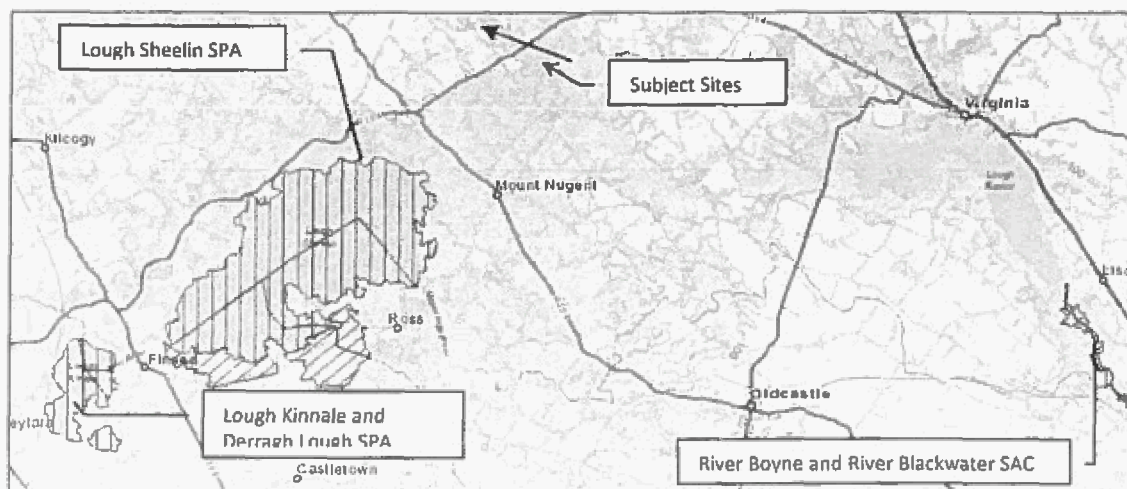 Lough Sheelin SPA
Subject Sites
Virginia
Kilcogy
Mount Nugent
Ross
Oldcastle
Lough Kinnale and
Derragh Lough SPA
Castletown
River Boyne and River Blackwater SAC